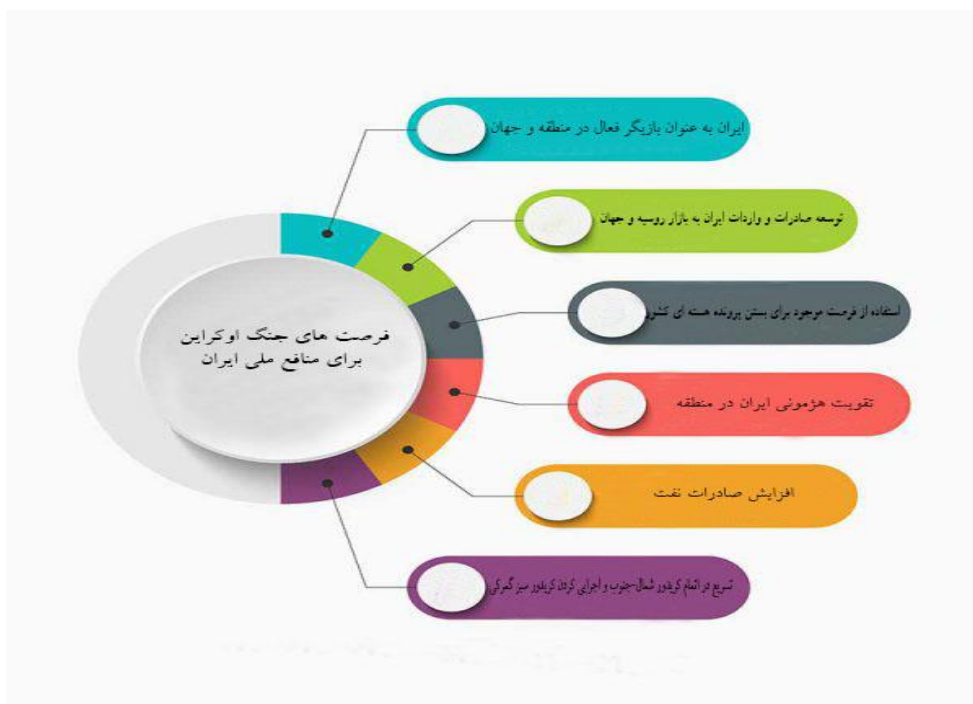 ایران به عنوان بازیگر فعال در منطقه و جهان
توسعه صادرات و واردات ایران به بازار روسیه و جهان
استفاده از فرصت موجود برای بستن پرونده هسته ای کشور
فرصت های جنگ اوکراین
برای منافع ملی ایران
تقویت هژمونی ایران در منطقه
افزایش صادرات نفت
تسریع در اتمام کریدور شمال-جنوب و اجرایی کردن کریدور سبز گمرکی